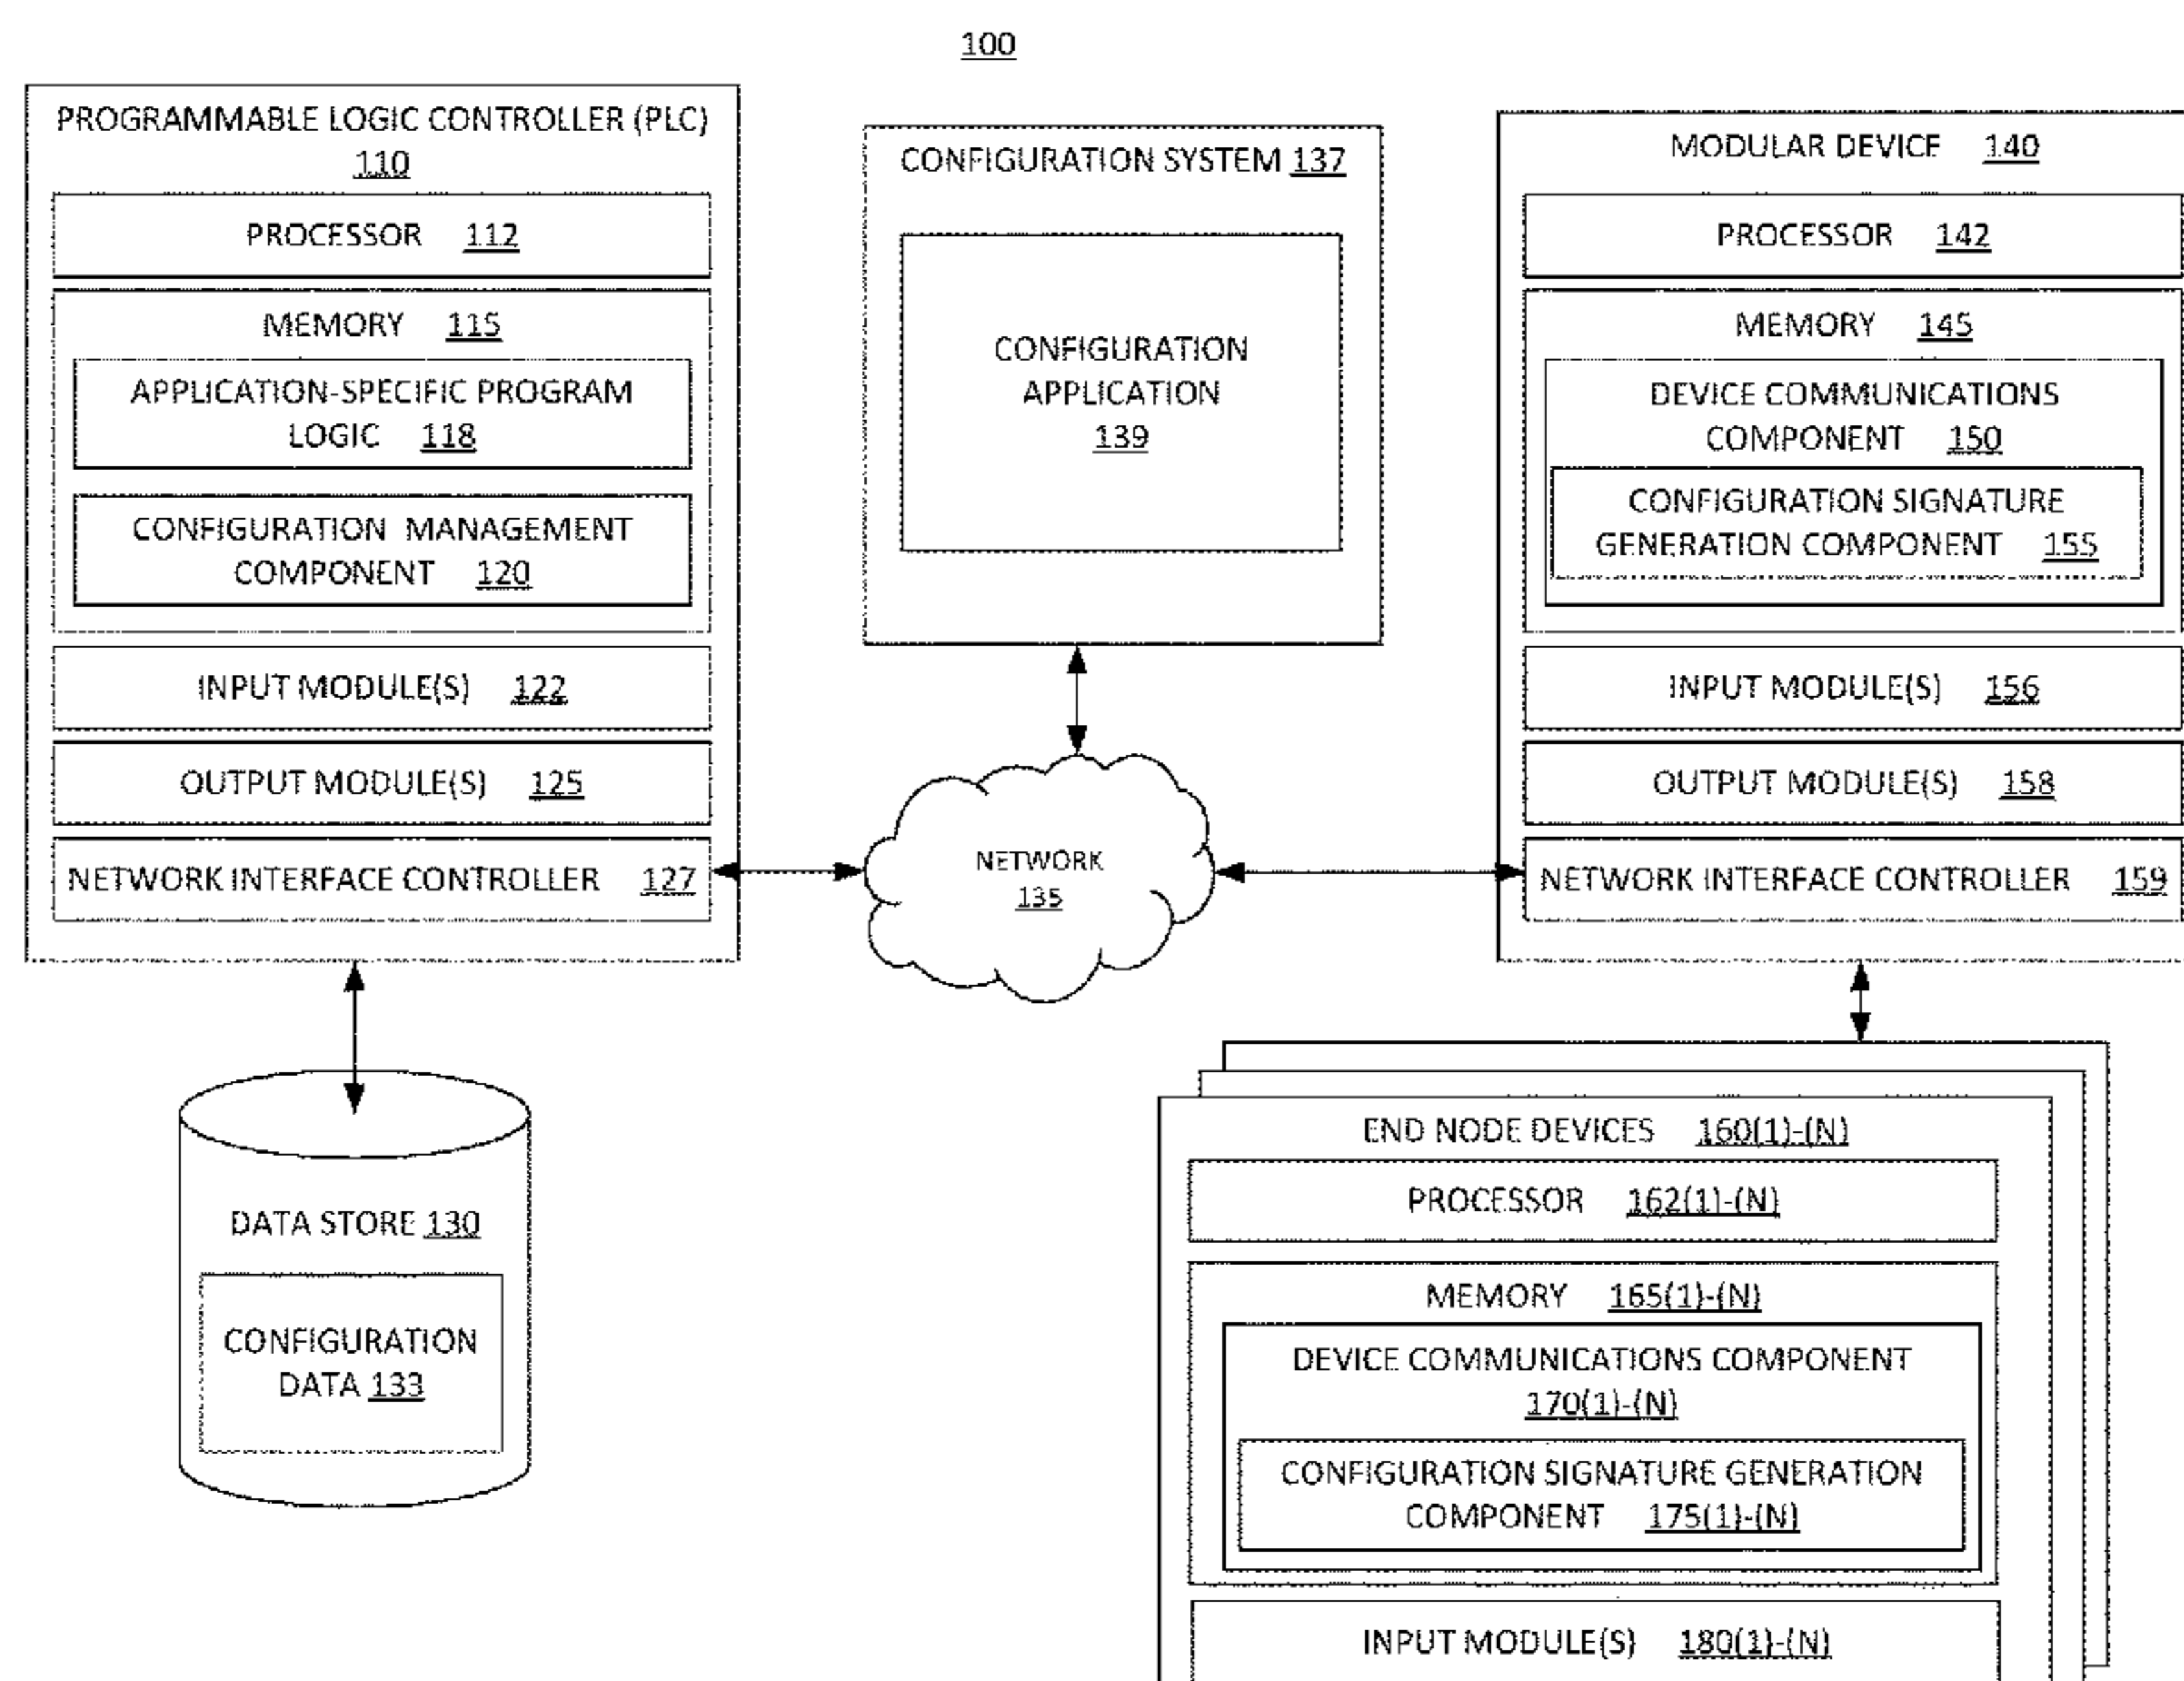 100
PROGRAMMABLE LOGIC CONTROLLER (PLC)
110
PROCESSOR 112
MEMORY 115
APPLICATION-SPECIFIC PROGRAM
LOGIC 118
CONFIGURATION MANAGEMENT
COMPONENT 120
INPUT MODULE(S) 122
OUTPUT MODULE(S) 125
NETWORK INTERFACE CONTROLLER 127
DATA STORE 130
CONFIGURATION
DATA 133
CONFIGURATION SYSTEM 137
CONFIGURATION
APPLICATION
139
NETWORK
135
MODULAR DEVICE 140
PROCESSOR 142
MEMORY 145
DEVICE COMMUNICATIONS
COMPONENT 150
CONFIGURATION SIGNATURE
GENERATION COMPONENT 155
INPUT MODULE(S) 156
OUTPUT MODULE(S) 158
NETWORK INTERFACE CONTROLLER 159
END NODE DEVICES 160(1)-(N)
PROCESSOR 162(1)-(N)
MEMORY 165(1)-(N)
DEVICE COMMUNICATIONS COMPONENT
170(1)-(N)
CONFIGURATION SIGNATURE GENERATION
COMPONENT 175(1)-(N)
INPUT MODULE(S) 180(1)-(N)